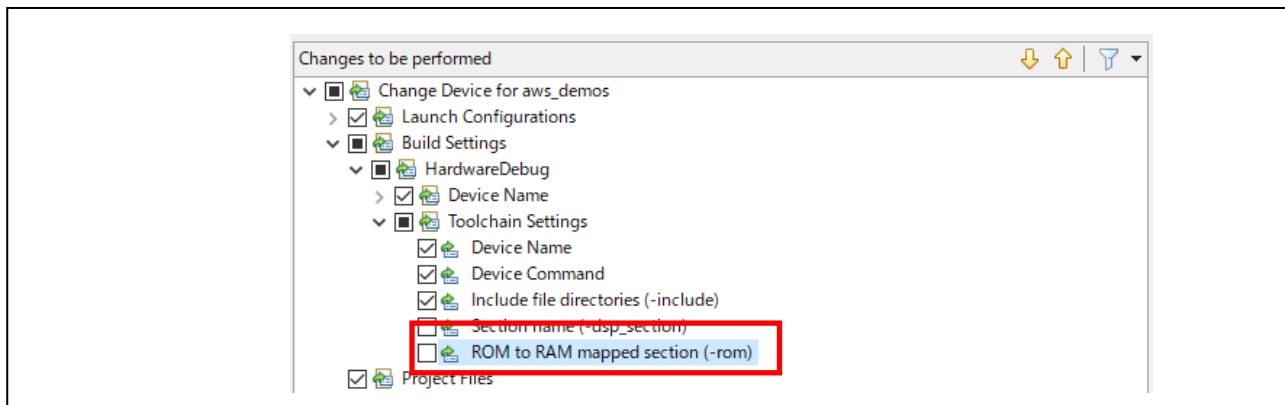 Changes to be performed
Change Device for aws_demos
Launch Configurations
Build Settings
HardwareDebug
Device Name
Toolchain Settings
Device Name
Device Command
Include file directories (-include)
Section name (-dsp_section)
ROM to RAM mapped section (-rom)
Project Files